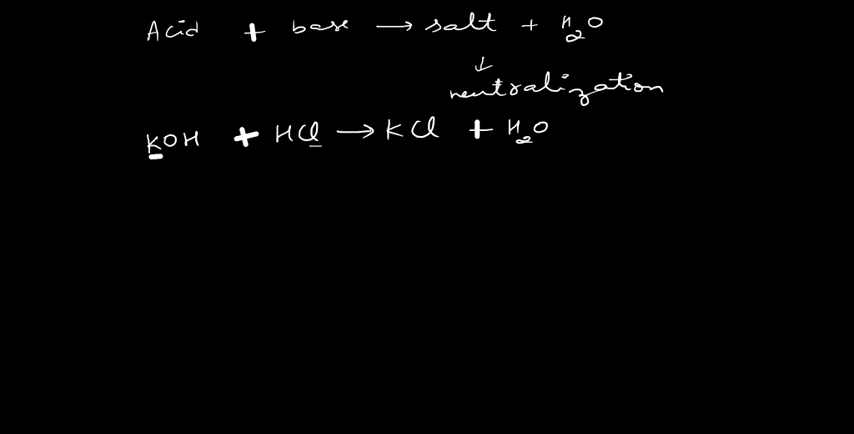 Acid + base → salt + H₂O
↓
neutralization
KOH + HCl → KCl + H₂O